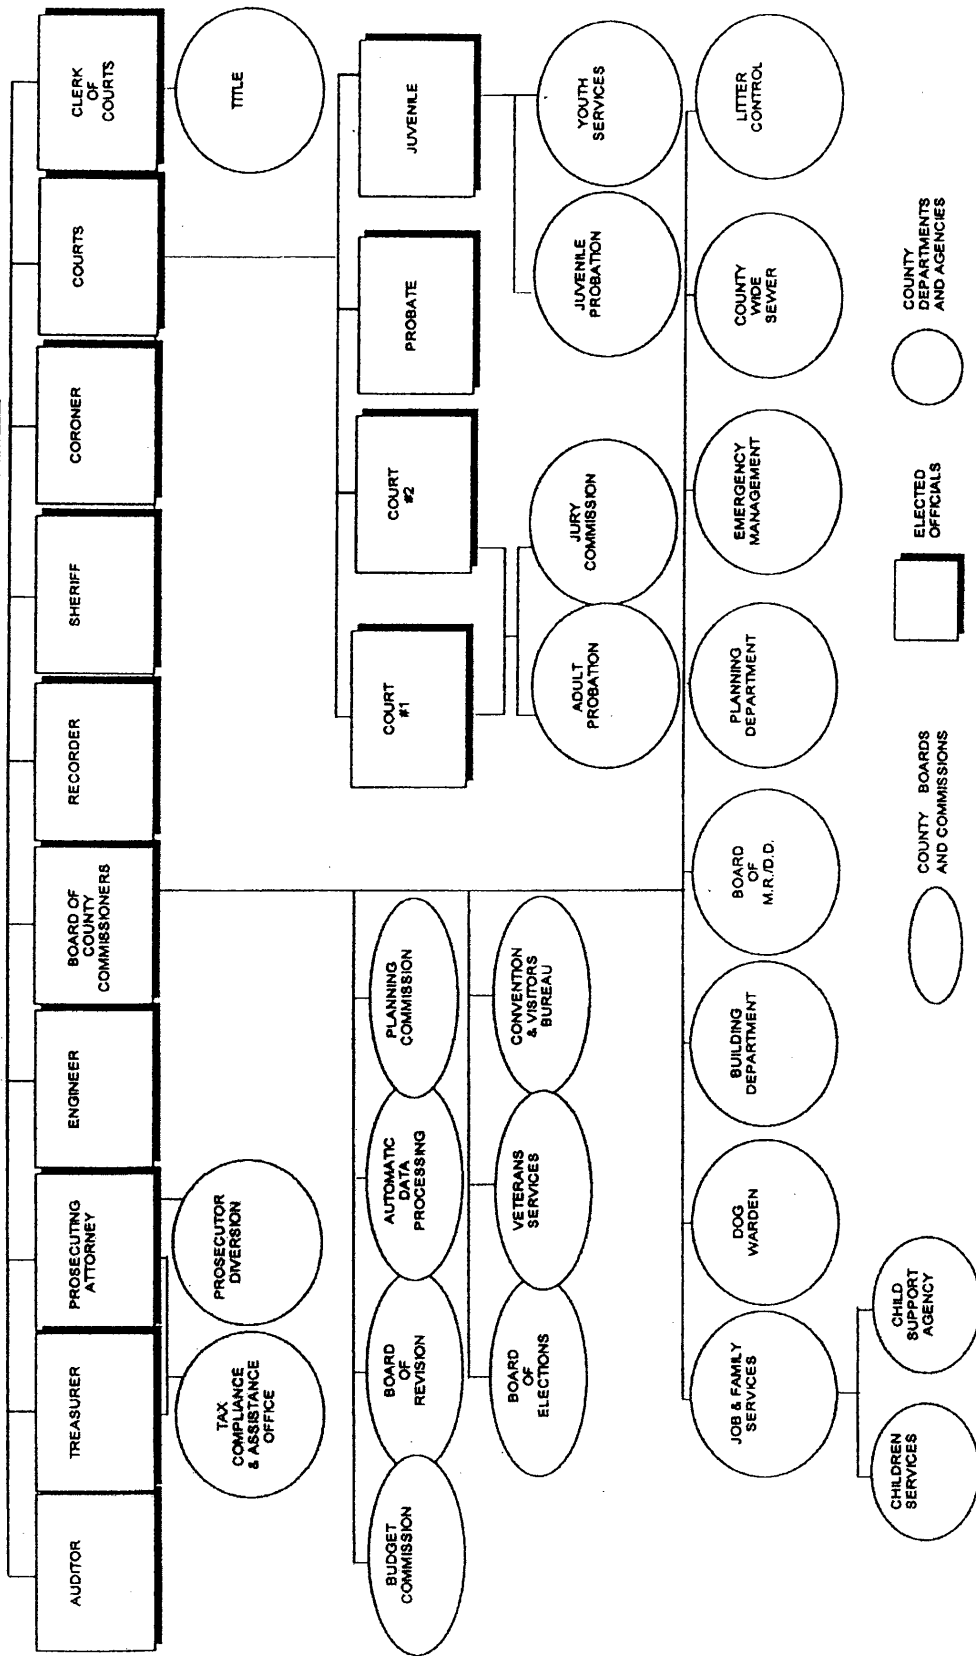 AUDITOR
TREASURER
PROSECUTING
ATTORNEY
ENGINEER
BOARD OF
COUNTY
COMMISSIONERS
RECORDER
SHERIFF
CORONER
COURTS
CLERK
OF
COURTS
TAX
COMPLIANCE
& ASSISTANCE
OFFICE
PROSECUTOR
DIVERSION
TITLE
BUDGET
COMMISSION
BOARD
OF
REVISION
AUTOMATIC
DATA
PROCESSING
PLANNING
COMMISSION
COURT
#1
COURT
#2
PROBATE
JUVENILE
BOARD
OF
ELECTIONS
VETERANS
SERVICES
CONVENTION
& VISITORS
BUREAU
ADULT
PROBATION
JURY
COMMISSION
JUVENILE
PROBATION
YOUTH
SERVICES
JOB & FAMILY
SERVICES
DOG
WARDEN
BUILDING
DEPARTMENT
BOARD
OF
M.R./D.D.
PLANNING
DEPARTMENT
EMERGENCY
MANAGEMENT
COUNTY
WIDE
SEWER
LITTER
CONTROL
CHILDREN
SERVICES
CHILD
SUPPORT
AGENCY
COUNTY BOARDS
AND COMMISSIONS
ELECTED
OFFICIALS
COUNTY
DEPARTMENTS
AND AGENCIES